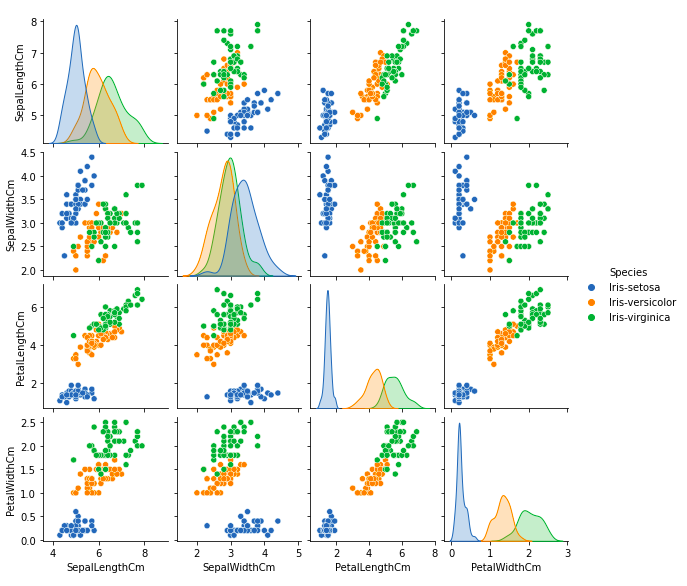 8
7
6
5
SepalLengthCm
4.5
4.0
3.5
3.0
2.5
2.0
SepalWidthCm
6
4
2
PetalLengthCm
2.5
2.0
1.5
1.0
0.5
0.0
PetalWidthCm
4 6 8
SepalLengthCm
2 3 4 5
SepalWidthCm
2 4 6 8
PetalLengthCm
0 1 2 3
PetalWidthCm
Species
Iris-setosa
Iris-versicolor
Iris-virginica